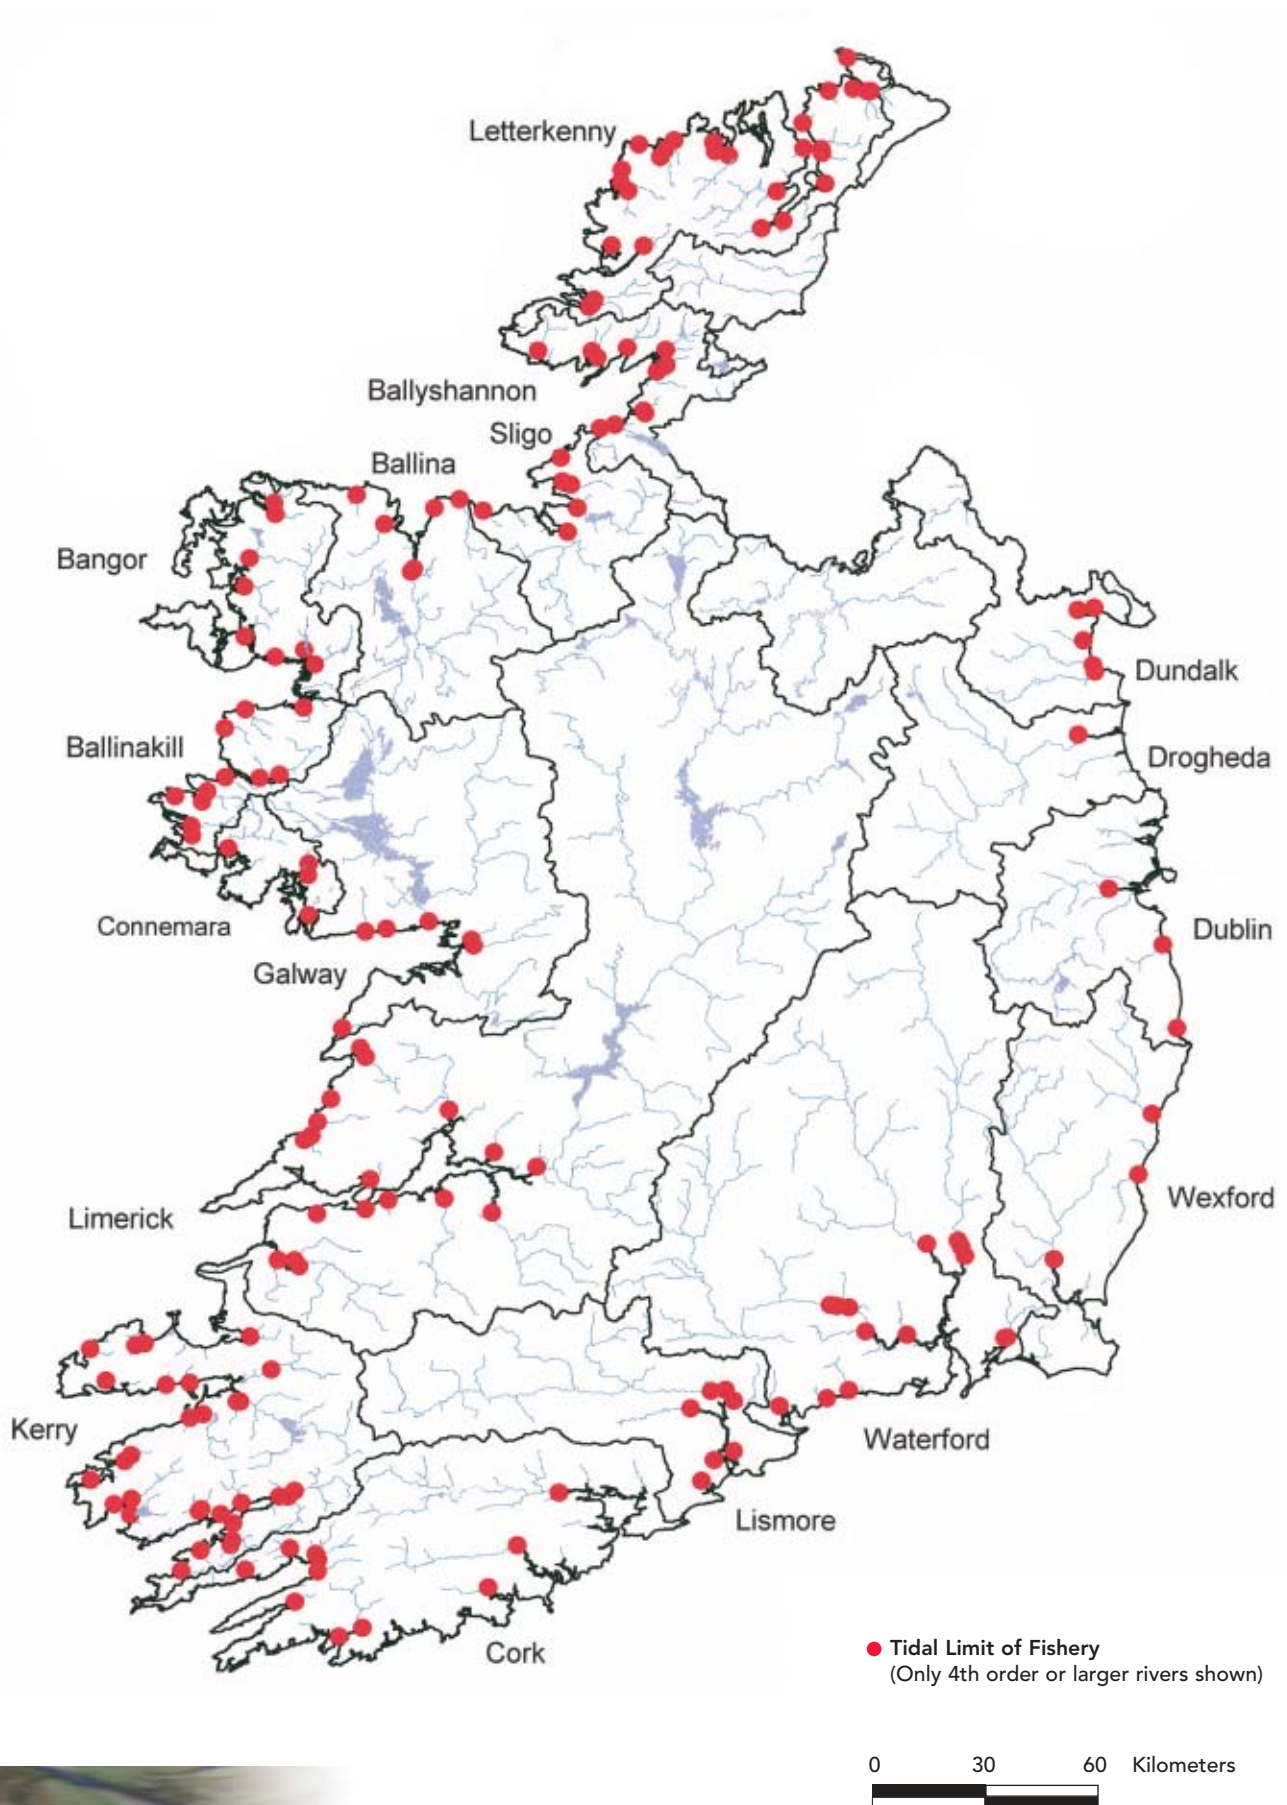 Letterkenny
Ballyshannon
Sligo
Ballina
Bangor
Dundalk
Ballinakill
Drogheda
Connemara
Dublin
Galway
Limerick
Wexford
Kerry
Waterford
Lismore
Cork
Tidal Limit of Fishery
(Only 4th order or larger rivers shown)
0 30 60 Kilometers